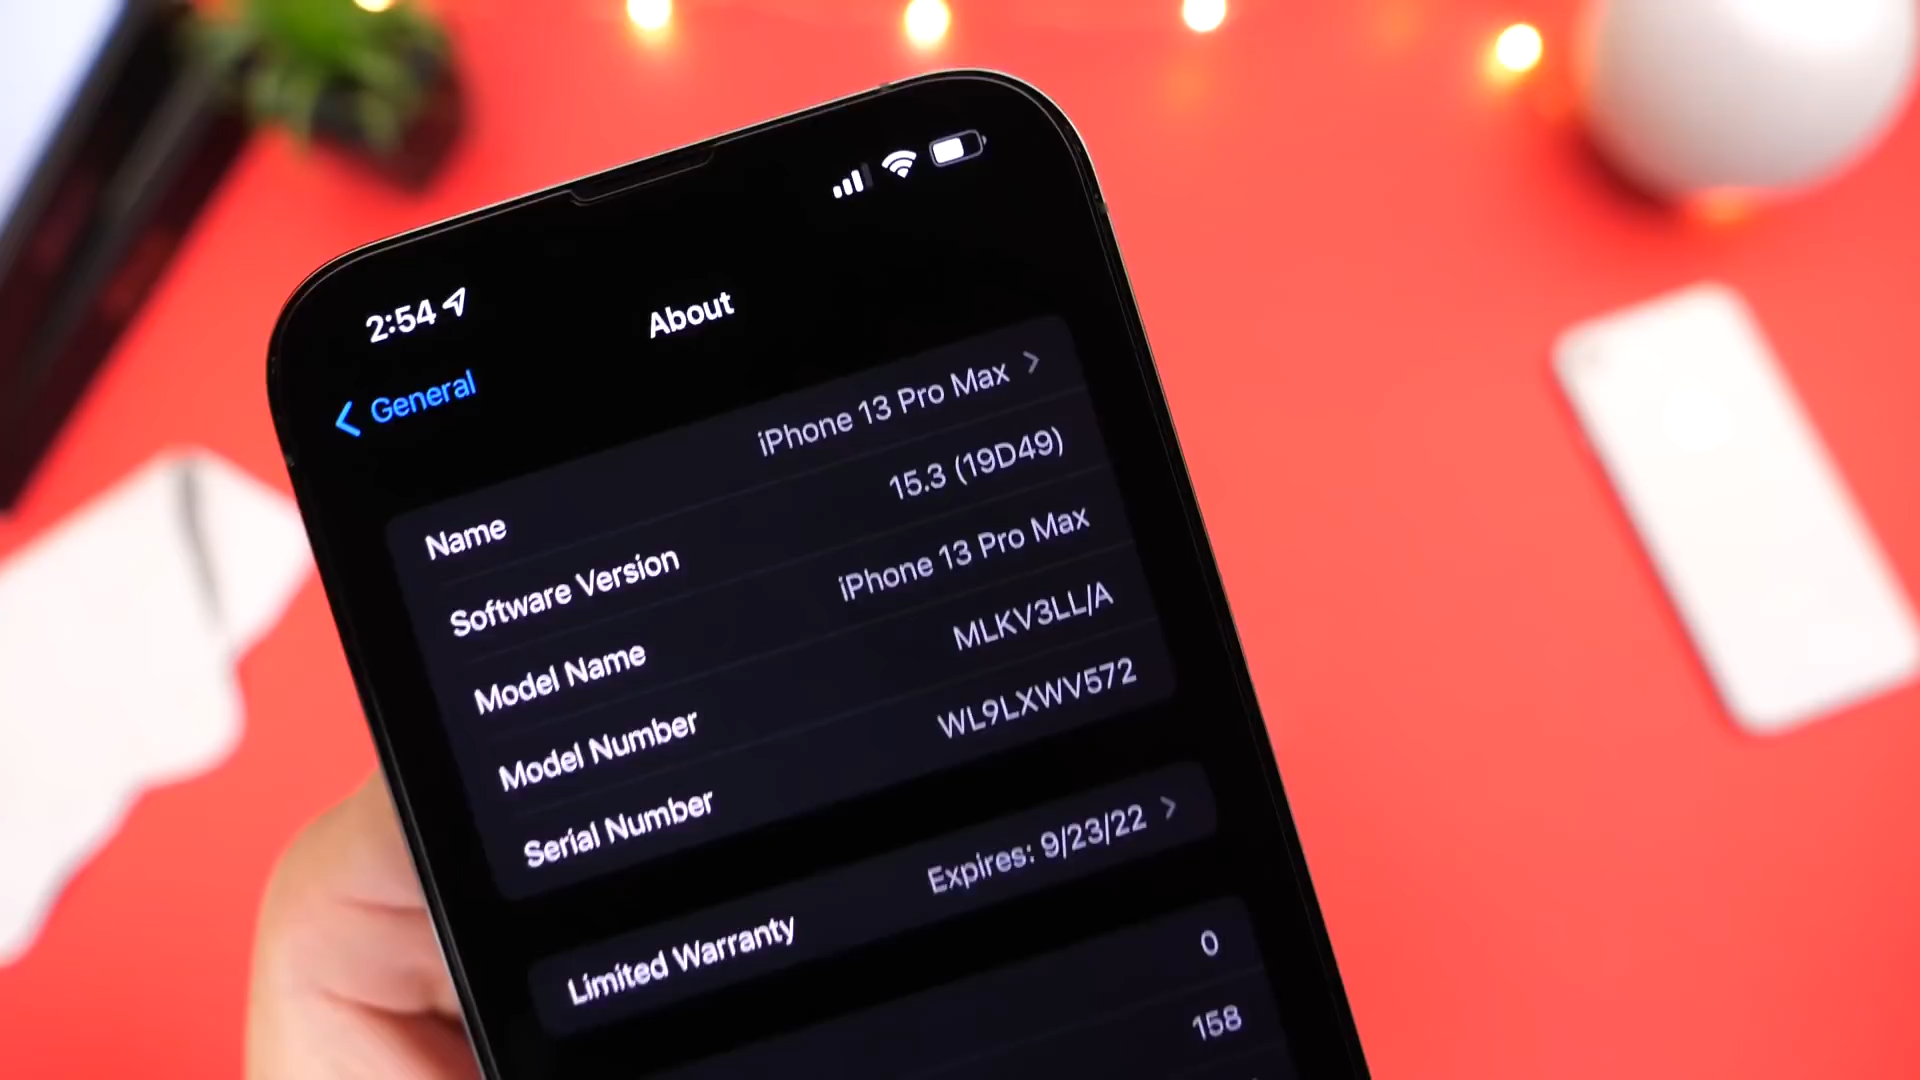 2:54
About
General
Name iPhone 13 Pro Max
Software Version 15.3 (19D49)
Model Name iPhone 13 Pro Max
Model Number MLKV3LL/A
Serial Number WL9LXWV572
Limited Warranty Expires: 9/23/22
0
158